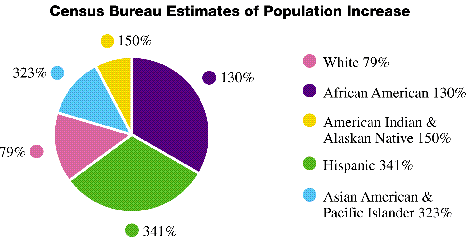 Census Bureau Estimates of Population Increase
150%
323%
130%
79%
341%
White 79%
African American 130%
American Indian &
Alaskan Native 150%
Hispanic 341%
Asian American &
Pacific Islander 323%